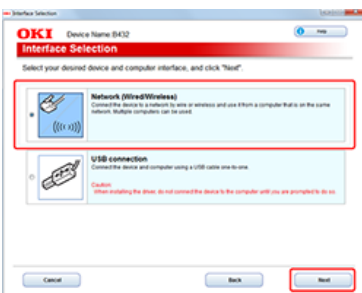 Interface Selection
OKI Device Name:B432
Interface Selection
Select your desired device and computer interface, and click "Next".
Network (Wired/Wireless)
Connect the device to a network by wire or wireless and use it from a computer that is on the same
network. Multiple computers can be used.
USB connection
Connect the device and computer using a USB cable one-to-one.
Caution
When installing the driver, do not connect the device to the computer until you are prompted to do so
Cancel Back Next